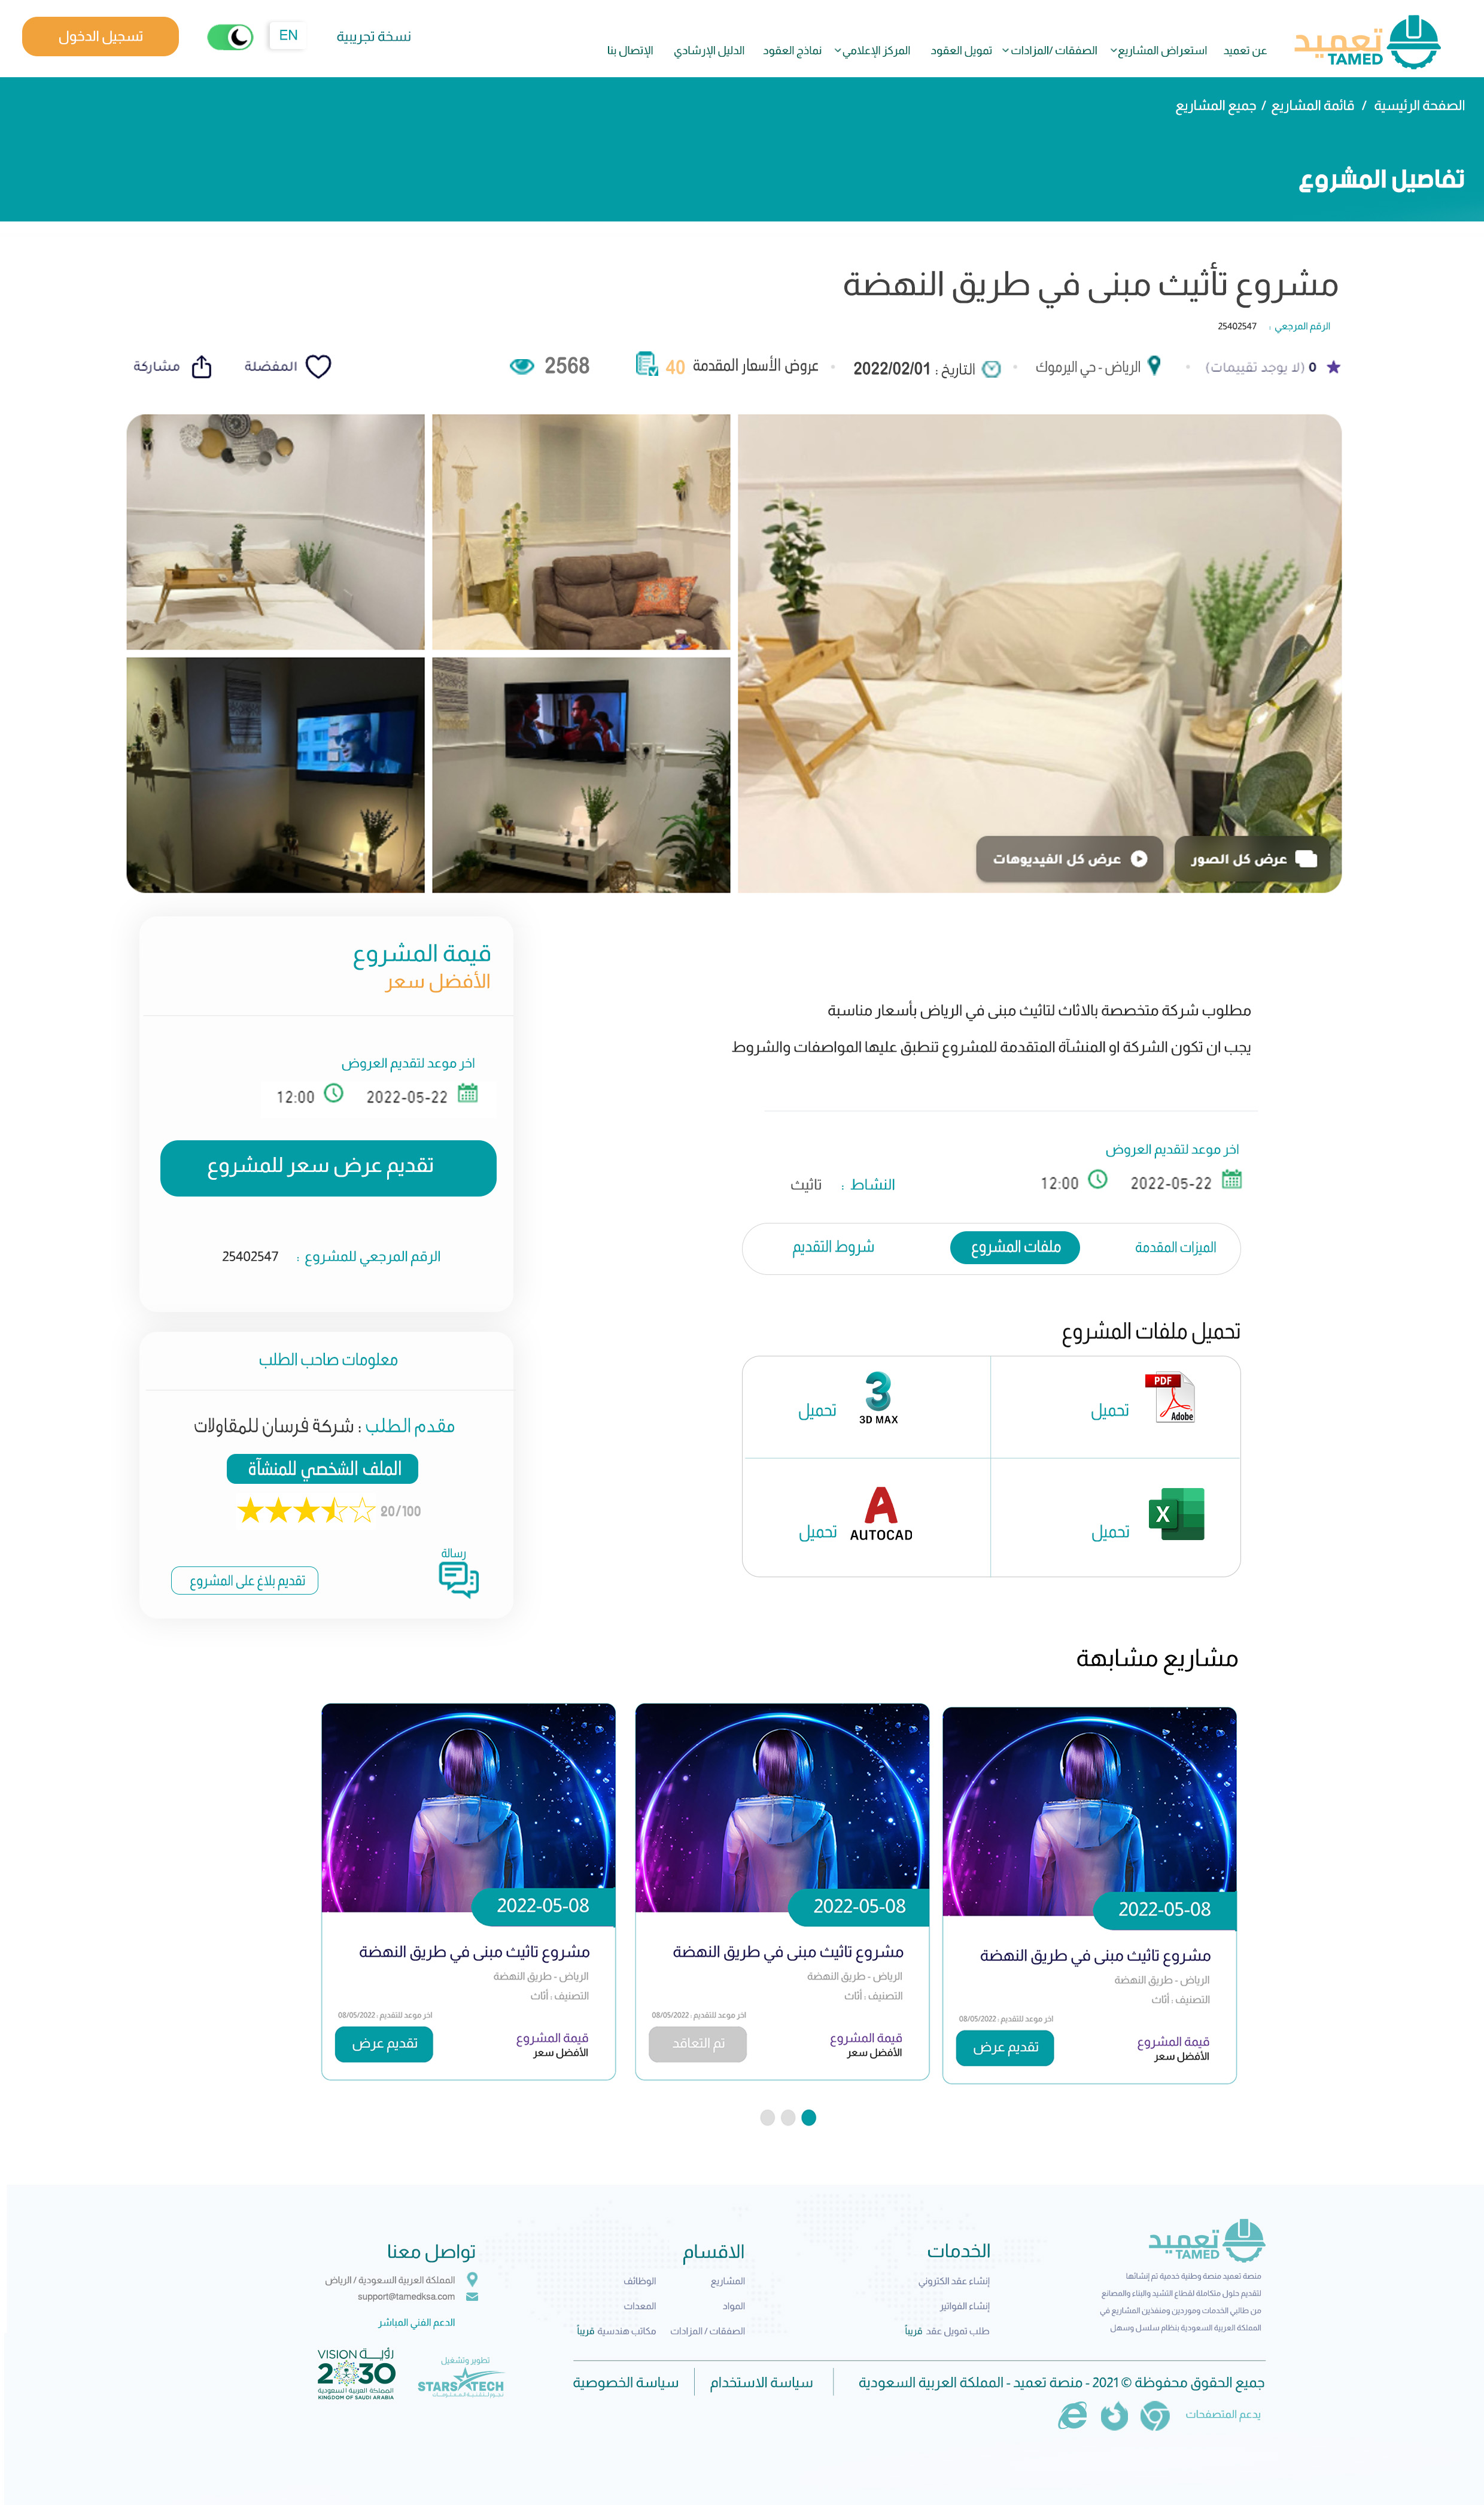 تعميد
TAMED
عن تعميد
استعراض المشاريع
الصفقات /المزادات
تمويل العقود
المركز الإعلامي
نماذج العقود
الدليل الإرشادي
الإتصال بنا
نسخة تجريبية
EN
تسجيل الدخول
الصفحة الرئيسية / قائمة المشاريع / جميع المشاريع
تفاصيل المشروع
مشروع تأثيث مبنى في طريق النهضة
الرقم المرجعي : 25402547
0 (لا يوجد تقييمات)
الرياض - حي اليرموك
التاريخ : 2022/02/01
عروض الأسعار المقدمة 40
2568
المفضلة
مشاركة
عرض كل الصور
عرض كل الفيديوهات
مطلوب شركة متخصصة بالاثاث لتاثيث مبنى في الرياض بأسعار مناسبة
يجب ان تكون الشركة او المنشآة المتقدمة للمشروع تنطبق عليها المواصفات والشروط
اخر موعد لتقديم العروض
2022-05-22
12:00
النشاط : تاثيث
الميزات المقدمة
ملفات المشروع
شروط التقديم
تحميل ملفات المشروع
PDF
Adobe
تحميل
3
3D MAX
تحميل
X
تحميل
A
AUTOCAD
تحميل
قيمة المشروع
الأفضل سعر
اخر موعد لتقديم العروض
2022-05-22
12:00
تقديم عرض سعر للمشروع
الرقم المرجعي للمشروع : 25402547
معلومات صاحب الطلب
مقدم الطلب : شركة فرسان للمقاولات
الملف الشخصي للمنشآة
20/100
رسالة
تقديم بلاغ على المشروع
مشاريع مشابهة
2022-05-08
مشروع تاثيث مبنى في طريق النهضة
الرياض - طريق النهضة
التصنيف : أثاث
اخر موعد للتقديم : 08/05/2022
قيمة المشروع
الأفضل سعر
تقديم عرض
2022-05-08
مشروع تاثيث مبنى في طريق النهضة
الرياض - طريق النهضة
التصنيف : أثاث
اخر موعد للتقديم : 08/05/2022
قيمة المشروع
الأفضل سعر
تم التعاقد
2022-05-08
مشروع تاثيث مبنى في طريق النهضة
الرياض - طريق النهضة
التصنيف : أثاث
اخر موعد للتقديم : 08/05/2022
قيمة المشروع
الأفضل سعر
تقديم عرض
تعميد
TAMED
منصة تعميد منصة وطنية خدمية تم إنشائها
لتقديم حلول متكاملة لقطاع التشيد والبناء والمصانع
من طالبي الخدمات وموردين ومنفذين المشاريع في
المملكة العربية السعودية بنظام سلسل وسهل
الخدمات
إنشاء عقد الكتروني
إنشاء الفواتير
طلب تمويل عقد قريباً
الاقسام
المشاريع
الوظائف
المواد
المعدات
الصفقات / المزادات
مكاتب هندسية قريباً
تواصل معنا
المملكة العربية السعودية / الرياض
support@tamedksa.com
الدعم الفني المباشر
جميع الحقوق محفوظة © 2021 - منصة تعميد - المملكة العربية السعودية
سياسة الاستخدام
سياسة الخصوصية
يدعم المتصفحات
تطوير وتشغيل
STARS TECH
VISION رؤيــة
2030
المملكة العربية السعودية
KINGDOM OF SAUDI ARABIA